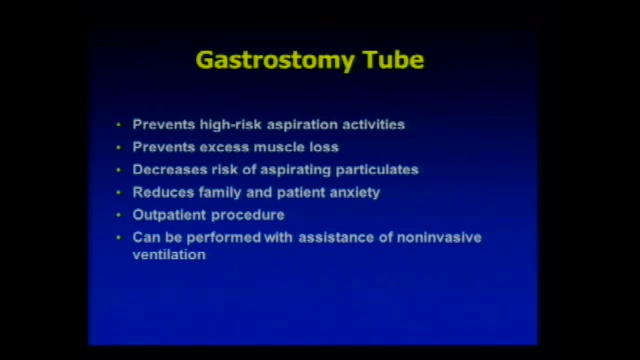 Gastrostomy Tube
• Prevents high-risk aspiration activities
• Prevents excess muscle loss
• Decreases risk of aspirating particulates
• Reduces family and patient anxiety
• Outpatient procedure
• Can be performed with assistance of noninvasive
ventilation